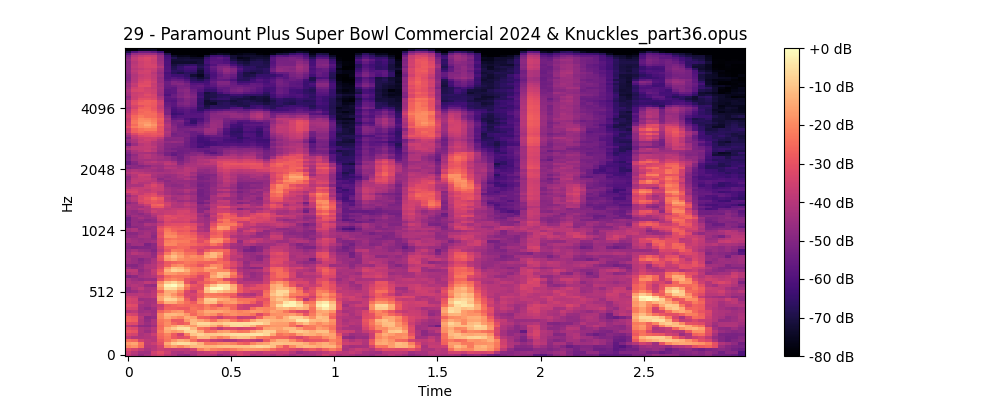 29 - Paramount Plus Super Bowl Commercial 2024 & Knuckles_part36.opus
+0 dB
-10 dB
-20 dB
-30 dB
-40 dB
-50 dB
-60 dB
-70 dB
-80 dB
4096
2048
1024
512
0
Hz
0
0.5
1
1.5
2
2.5
Time